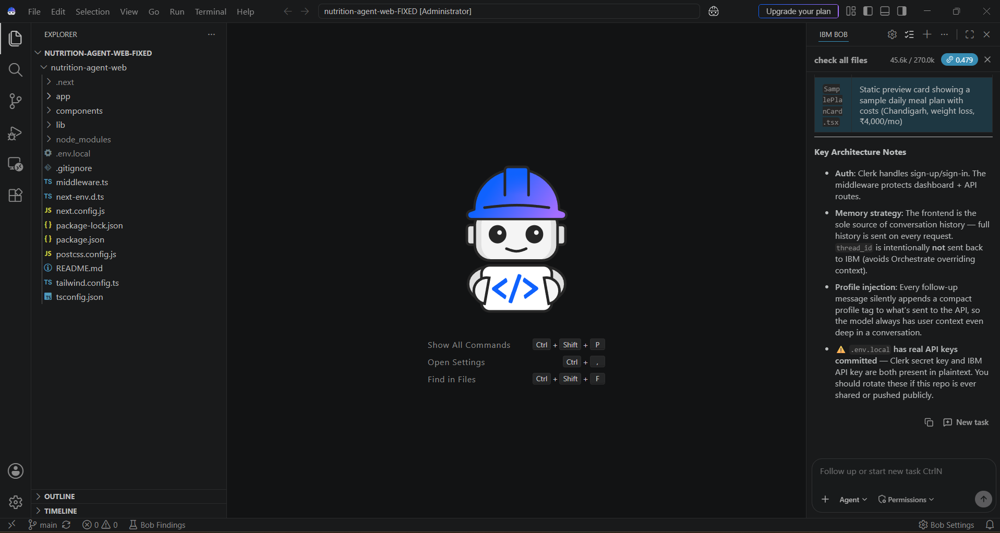 File Edit Selection View Go Run Terminal Help
nutrition-agent-web-FIXED [Administrator]
Upgrade your plan
EXPLORER
NUTRITION-AGENT-WEB-FIXED
nutrition-agent-web
.next
app
components
lib
node_modules
.env.local
.gitignore
TS middleware.ts
TS next-env.d.ts
JS next.config.js
{} package-lock.json
{} package.json
JS postcss.config.js
README.md
TS tailwind.config.ts
TS tsconfig.json
OUTLINE
TIMELINE
</>
Show All Commands Ctrl + Shift + P
Open Settings Ctrl + ,
Find in Files Ctrl + Shift + F
IBM BOB
check all files 45.6k / 270.0k 0.479
Samp
lePla
nCard
.tsx
Static preview card showing a
sample daily meal plan with
costs (Chandigarh, weight loss,
₹4,000/mo)
Key Architecture Notes
• Auth: Clerk handles sign-up/sign-in. The
middleware protects dashboard + API
routes.
• Memory strategy: The frontend is the
sole source of conversation history — full
history is sent on every request.
thread_id is intentionally not sent back
to IBM (avoids Orchestrate overriding
context).
• Profile injection: Every follow-up
message silently appends a compact
profile tag to what's sent to the API, so
the model always has user context even
deep in a conversation.
• ⚠ .env.local has real API keys
committed — Clerk secret key and IBM
API key are both present in plaintext. You
should rotate these if this repo is ever
shared or pushed publicly.
New task
Follow up or start new task CtrlN
Agent Permissions
main 0 0 Bob Findings
Bob Settings